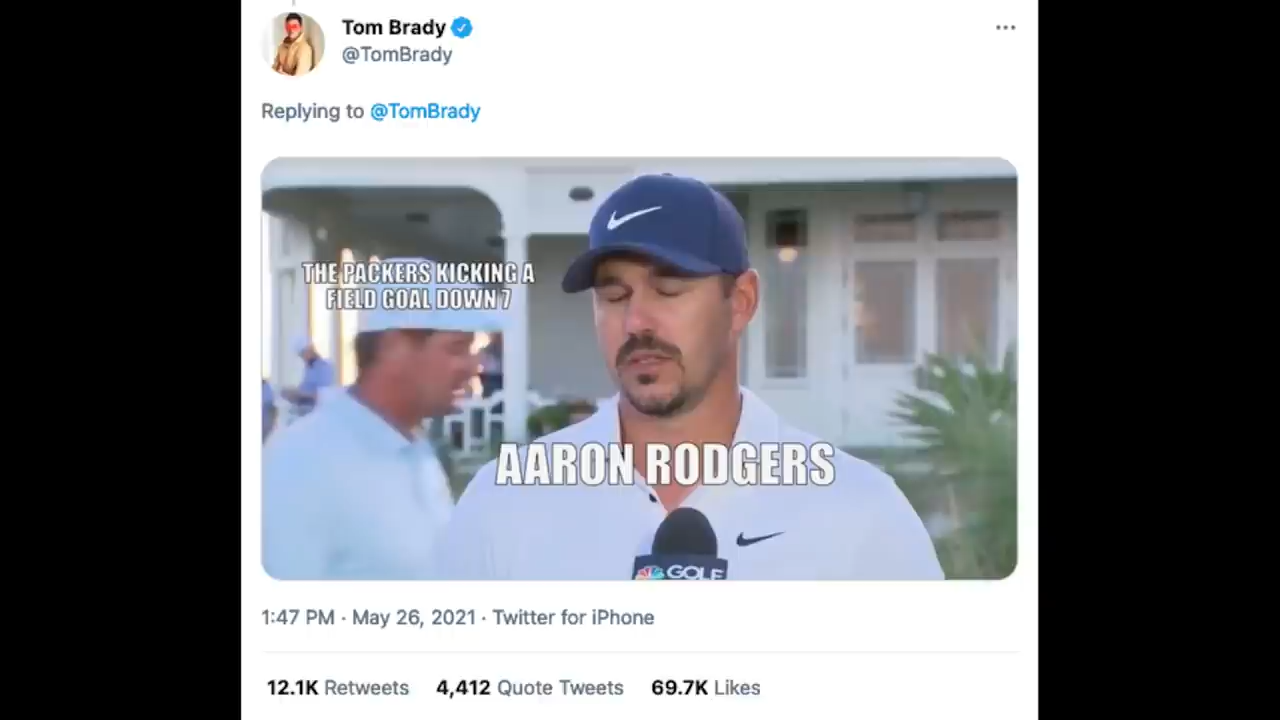 Tom Brady
@TomBrady
Replying to @TomBrady
THE PACKERS KICKING A
FIELD GOAL DOWN 7
AARON RODGERS
GOLF
1:47 PM · May 26, 2021 · Twitter for iPhone
12.1K Retweets 4,412 Quote Tweets 69.7K Likes